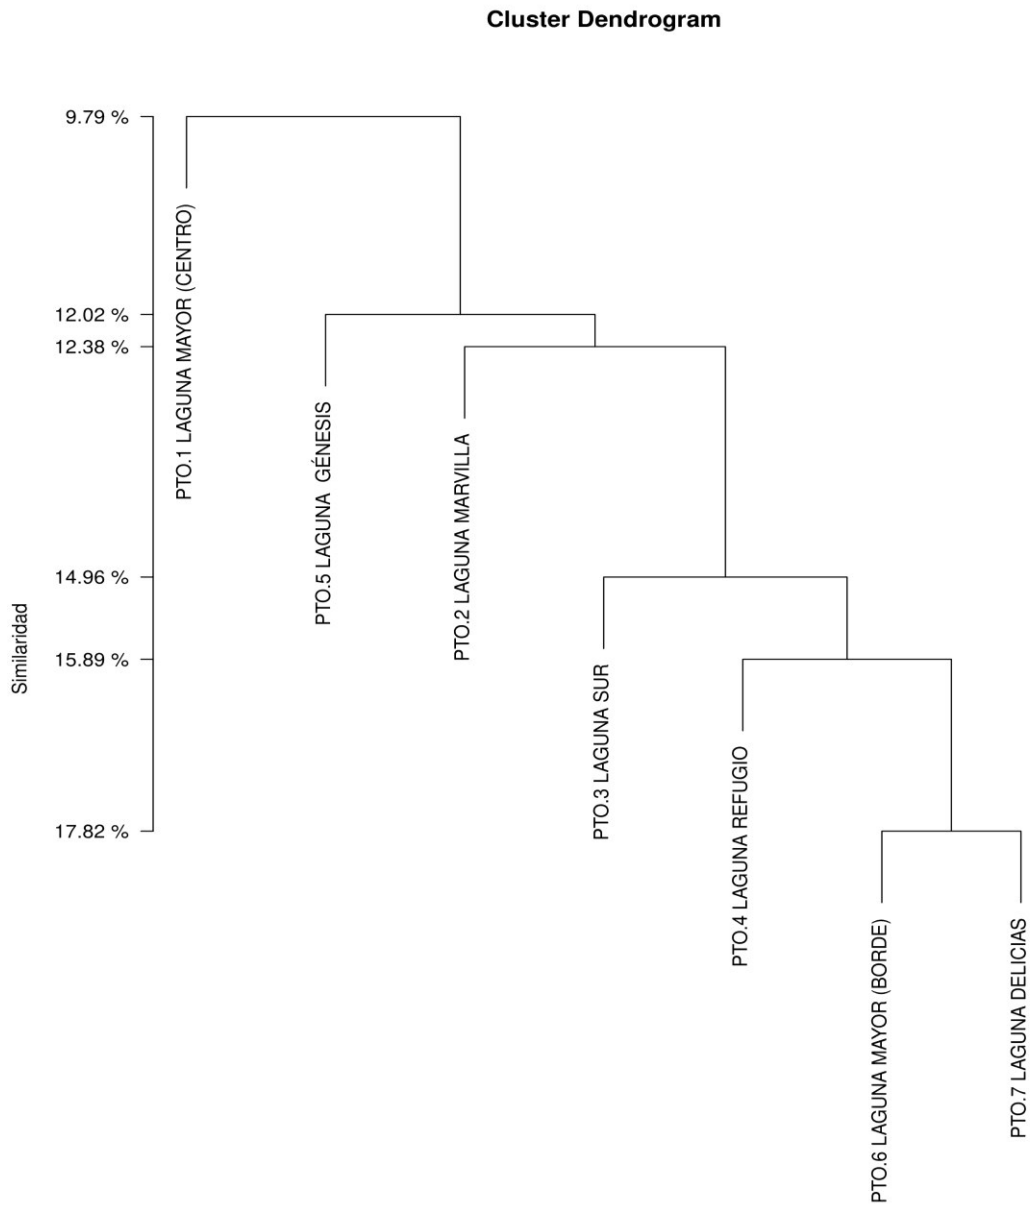 Cluster Dendrogram
9.79 %
12.02 %
12.38 %
14.96 %
15.89 %
17.82 %
Similaridad
PTO.1 LAGUNA MAYOR (CENTRO)
PTO.5 LAGUNA  GÉNESIS
PTO.2 LAGUNA MARVILLA
PTO.3 LAGUNA SUR
PTO.4 LAGUNA REFUGIO
PTO.6 LAGUNA MAYOR (BORDE)
PTO.7 LAGUNA DELICIAS